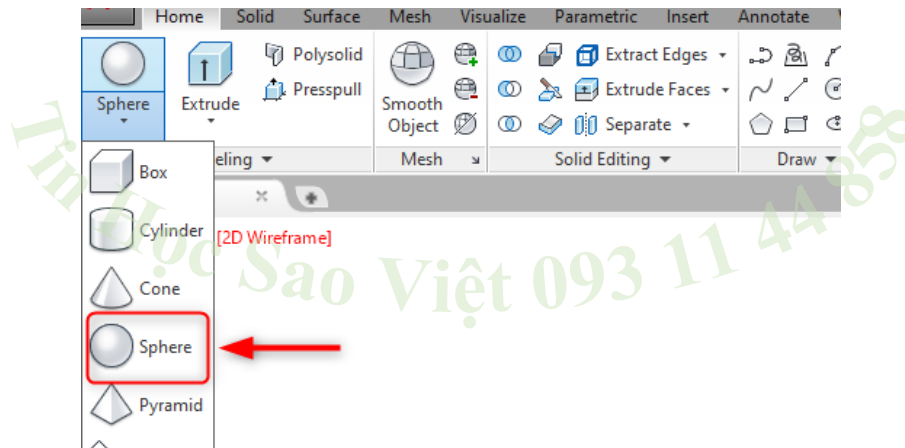 Home Solid Surface Mesh Visualize Parametric Insert Annotate
Polysolid Extract Edges
Presspull Extrude Faces
Sphere Extrude Smooth Object Separate
eling Mesh Solid Editing Draw
Box
Cylinder
[2D Wireframe]
Cone
Sphere
Pyramid
Tin Học Sao Việt 093 11 44 858